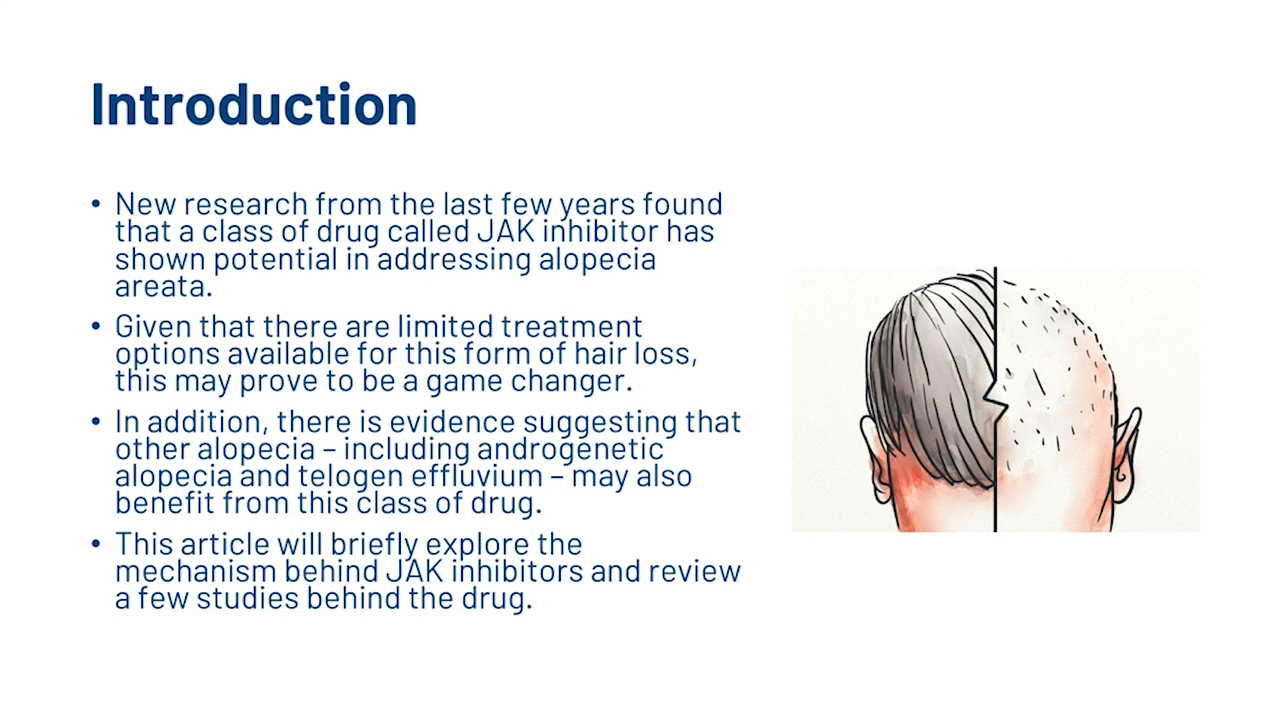 Introduction
• New research from the last few years found
that a class of drug called JAK inhibitor has
shown potential in addressing alopecia
areata.
• Given that there are limited treatment
options available for this form of hair loss,
this may prove to be a game changer.
• In addition, there is evidence suggesting that
other alopecia – including androgenetic
alopecia and telogen effluvium – may also
benefit from this class of drug.
• This article will briefly explore the
mechanism behind JAK inhibitors and review
a few studies behind the drug.